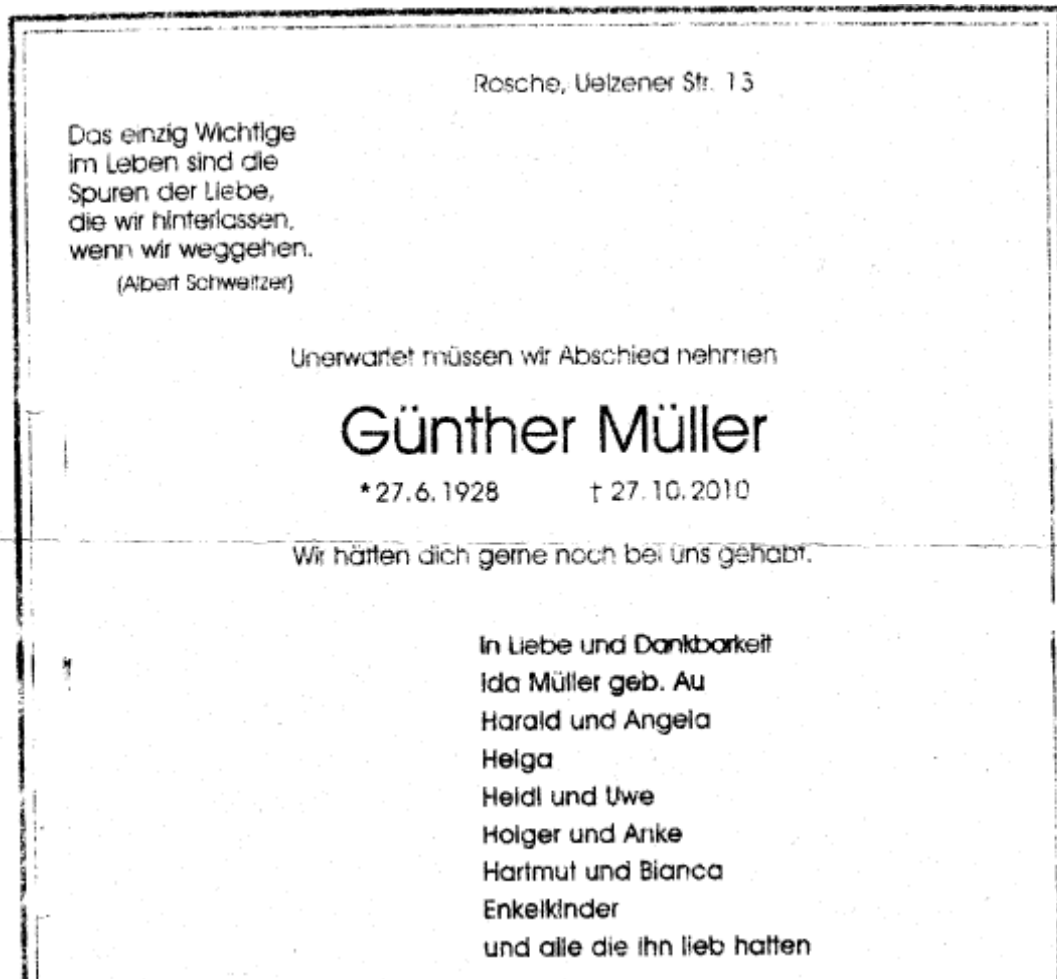 Rosche, Uelzener Str. 13
Das einzig Wichtige
im Leben sind die
Spuren der Liebe,
die wir hinterlassen,
wenn wir weggehen.
(Albert Schweitzer)
Unerwartet müssen wir Abschied nehmen
Günther Müller
*27.6.1928 † 27.10.2010
Wir hätten dich gerne noch bei uns gehabt.
In Liebe und Dankbarkeit
Ida Müller geb. Au
Harald und Angela
Helga
Heidi und Uwe
Holger und Anke
Hartmut und Bianca
Enkelkinder
und alle die ihn lieb hatten